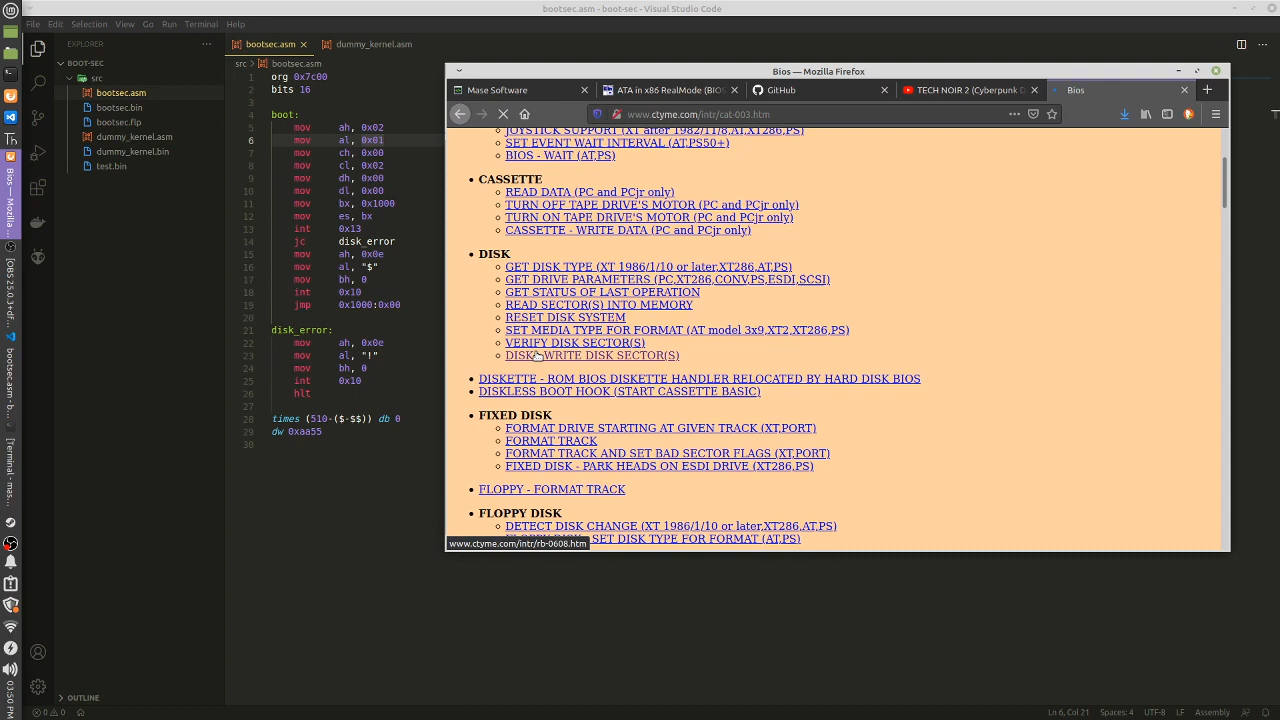 bootsec.asm - boot-sec - Visual Studio Code
File Edit Selection View Go Run Terminal Help
EXPLORER
BOOT-SEC
src
bootsec.asm
bootsec.bin
bootsec.flp
dummy_kernel.asm
dummy_kernel.bin
test.bin
OUTLINE
bootsec.asm dummy_kernel.asm
src > bootsec.asm
1 org 0x7c00
2 bits 16
3
4 boot:
5 mov ah, 0x02
6 mov al, 0x01
7 mov ch, 0x00
8 mov cl, 0x02
9 mov dh, 0x00
10 mov dl, 0x00
11 mov bx, 0x1000
12 mov es, bx
13 int 0x13
14 jc disk_error
15 mov ah, 0x0e
16 mov al, "$"
17 mov bh, 0
18 int 0x10
19 jmp 0x1000:0x00
20
21 disk_error:
22 mov ah, 0x0e
23 mov al, "!"
24 mov bh, 0
25 int 0x10
26 hlt
27
28 times (510-($-$$)) db 0
29 dw 0xaa55
30
Bios — Mozilla Firefox
Mase Software
ATA in x86 RealMode (BIOS
GitHub
TECH NOIR 2 (Cyberpunk D
Bios
www.ctyme.com/intr/cat-003.htm
JOYSTICK SUPPORT (XT after 1982/11/8,AT,XT286,PS)
SET EVENT WAIT INTERVAL (AT,PS50+)
BIOS - WAIT (AT,PS)
CASSETTE
READ DATA (PC and PCjr only)
TURN OFF TAPE DRIVE'S MOTOR (PC and PCjr only)
TURN ON TAPE DRIVE'S MOTOR (PC and PCjr only)
CASSETTE - WRITE DATA (PC and PCjr only)
DISK
GET DISK TYPE (XT 1986/1/10 or later,XT286,AT,PS)
GET DRIVE PARAMETERS (PC,XT286,CONV,PS,ESDI,SCSI)
GET STATUS OF LAST OPERATION
READ SECTOR(S) INTO MEMORY
RESET DISK SYSTEM
SET MEDIA TYPE FOR FORMAT (AT model 3x9,XT2,XT286,PS)
VERIFY DISK SECTOR(S)
DISK - WRITE DISK SECTOR(S)
DISKETTE - ROM BIOS DISKETTE HANDLER RELOCATED BY HARD DISK BIOS
DISKLESS BOOT HOOK (START CASSETTE BASIC)
FIXED DISK
FORMAT DRIVE STARTING AT GIVEN TRACK (XT,PORT)
FORMAT TRACK
FORMAT TRACK AND SET BAD SECTOR FLAGS (XT,PORT)
FIXED DISK - PARK HEADS ON ESDI DRIVE (XT286,PS)
FLOPPY - FORMAT TRACK
FLOPPY DISK
DETECT DISK CHANGE (XT 1986/1/10 or later,XT286,AT,PS)
FLOPPY DISK - SET DISK TYPE FOR FORMAT (AT,PS)
www.ctyme.com/intr/rb-0608.htm
Bios — Mozilla ...
[OBS 26.0.1+df...
bootsec.asm - b...
[Terminal - mas...
03:50 PM
0 0
Ln 6, Col 21 Spaces: 4 UTF-8 LF Assembly